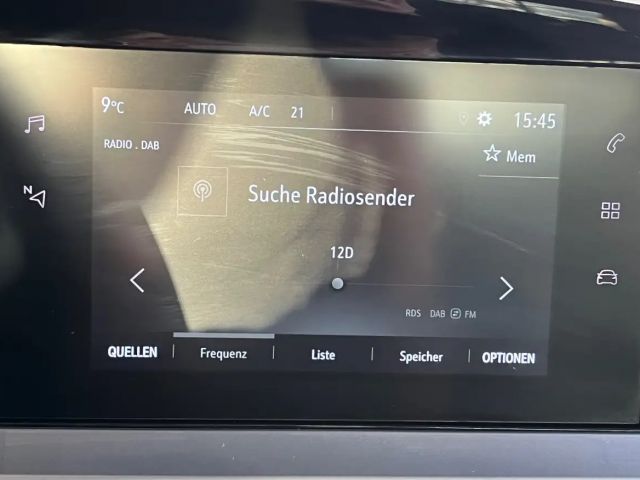 9°C AUTO A/C 21 15:45
RADIO . DAB
Mem
N
Suche Radiosender
12D
RDS DAB FM
QUELLEN Frequenz Liste Speicher OPTIONEN